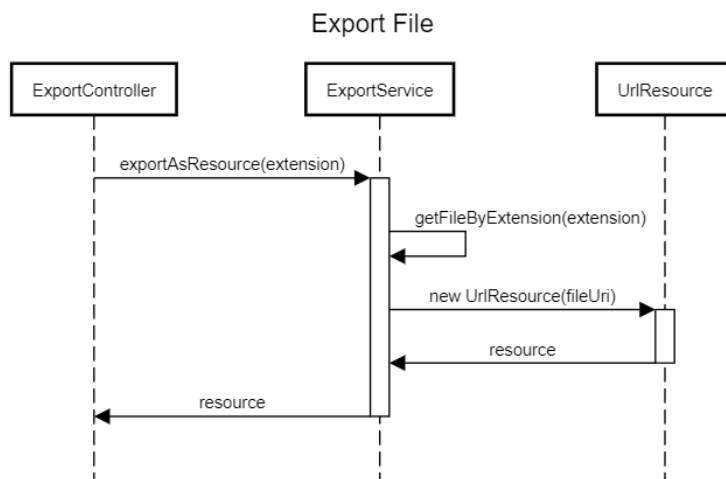 Export File
ExportController
ExportService
UrlResource
exportAsResource(extension)
getFileByExtension(extension)
new UrlResource(fileUri)
resource
resource